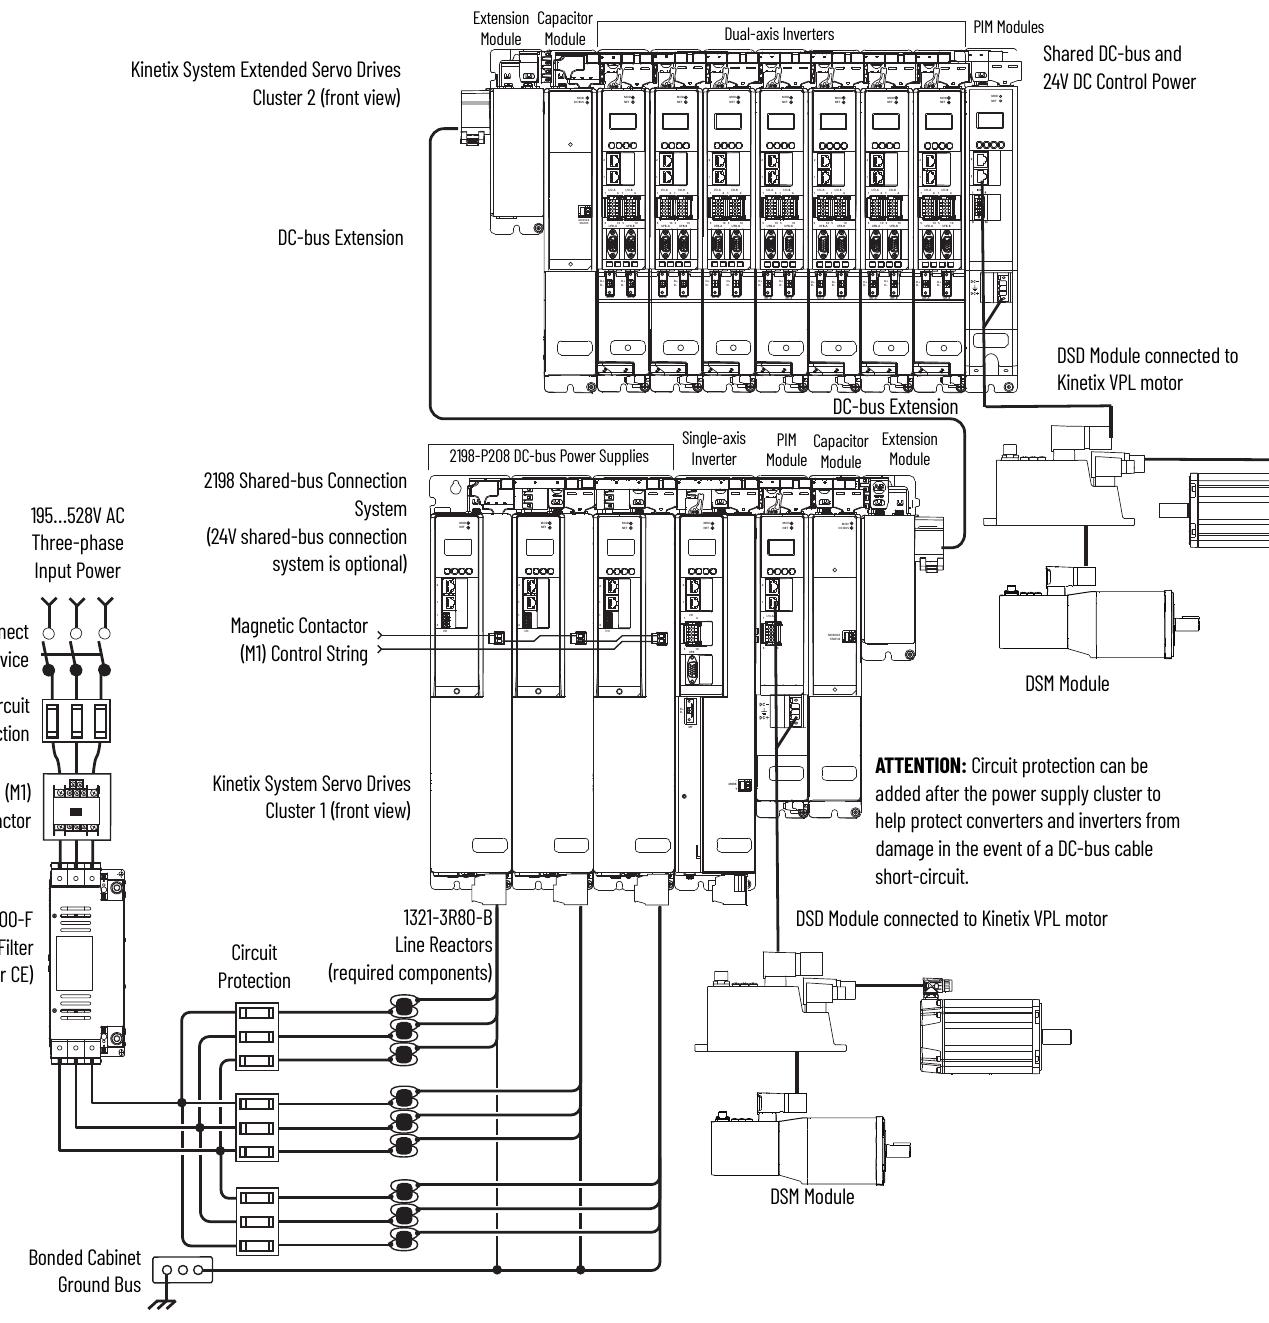 Extension
Module
Capacitor
Module
Dual-axis Inverters
PIM Modules
Shared DC-bus and
24V DC Control Power
Kinetix System Extended Servo Drives
Cluster 2 (front view)
DC-bus Extension
DSD Module connected to
Kinetix VPL motor
DC-bus Extension
2198-P208 DC-bus Power Supplies
Single-axis
Inverter
PIM
Module
Capacitor
Module
Extension
Module
2198 Shared-bus Connection
System
(24V shared-bus connection
system is optional)
195...528V AC
Three-phase
Input Power
nect
vice
Magnetic Contactor
(M1) Control String
DSM Module
rcuit
ction
Kinetix System Servo Drives
Cluster 1 (front view)
(M1)
actor
ATTENTION: Circuit protection can be
added after the power supply cluster to
help protect converters and inverters from
damage in the event of a DC-bus cable
short-circuit.
00-F
Filter
r CE)
1321-3R80-B
Line Reactors
(required components)
Circuit
Protection
DSD Module connected to Kinetix VPL motor
DSM Module
Bonded Cabinet
Ground Bus